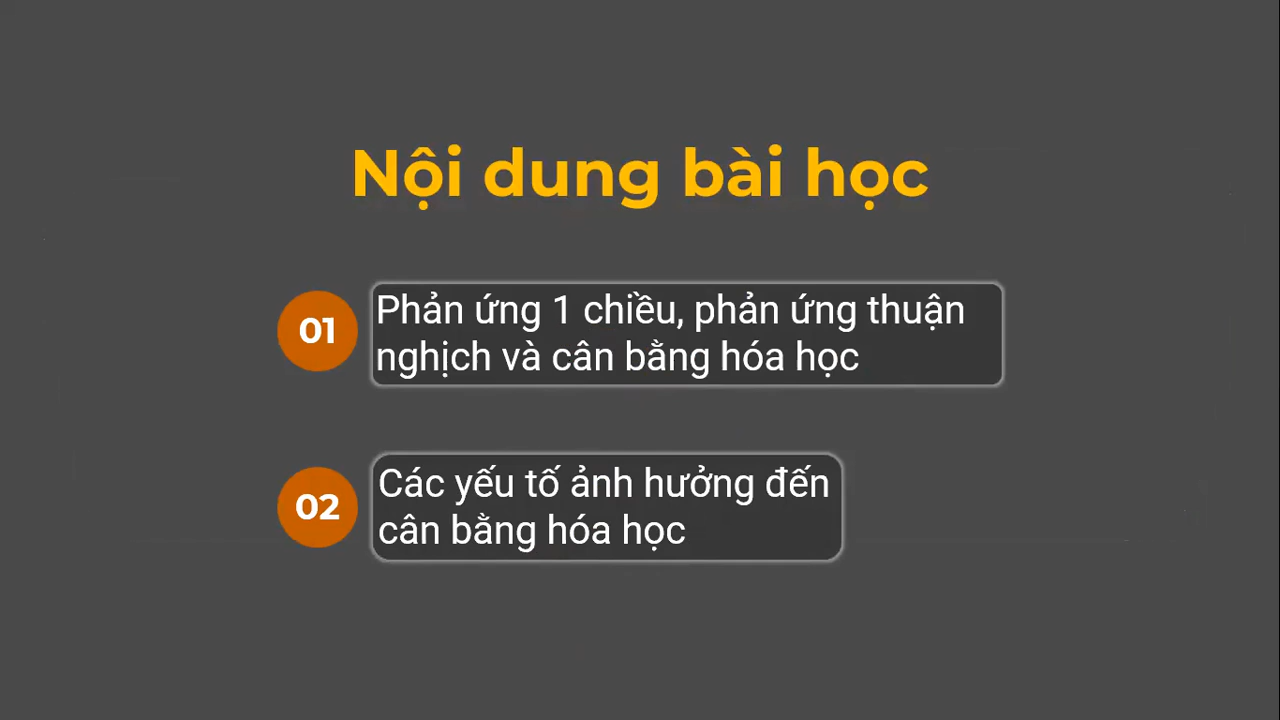 Nội dung bài học
01
Phản ứng 1 chiều, phản ứng thuận
nghịch và cân bằng hóa học
02
Các yếu tố ảnh hưởng đến
cân bằng hóa học